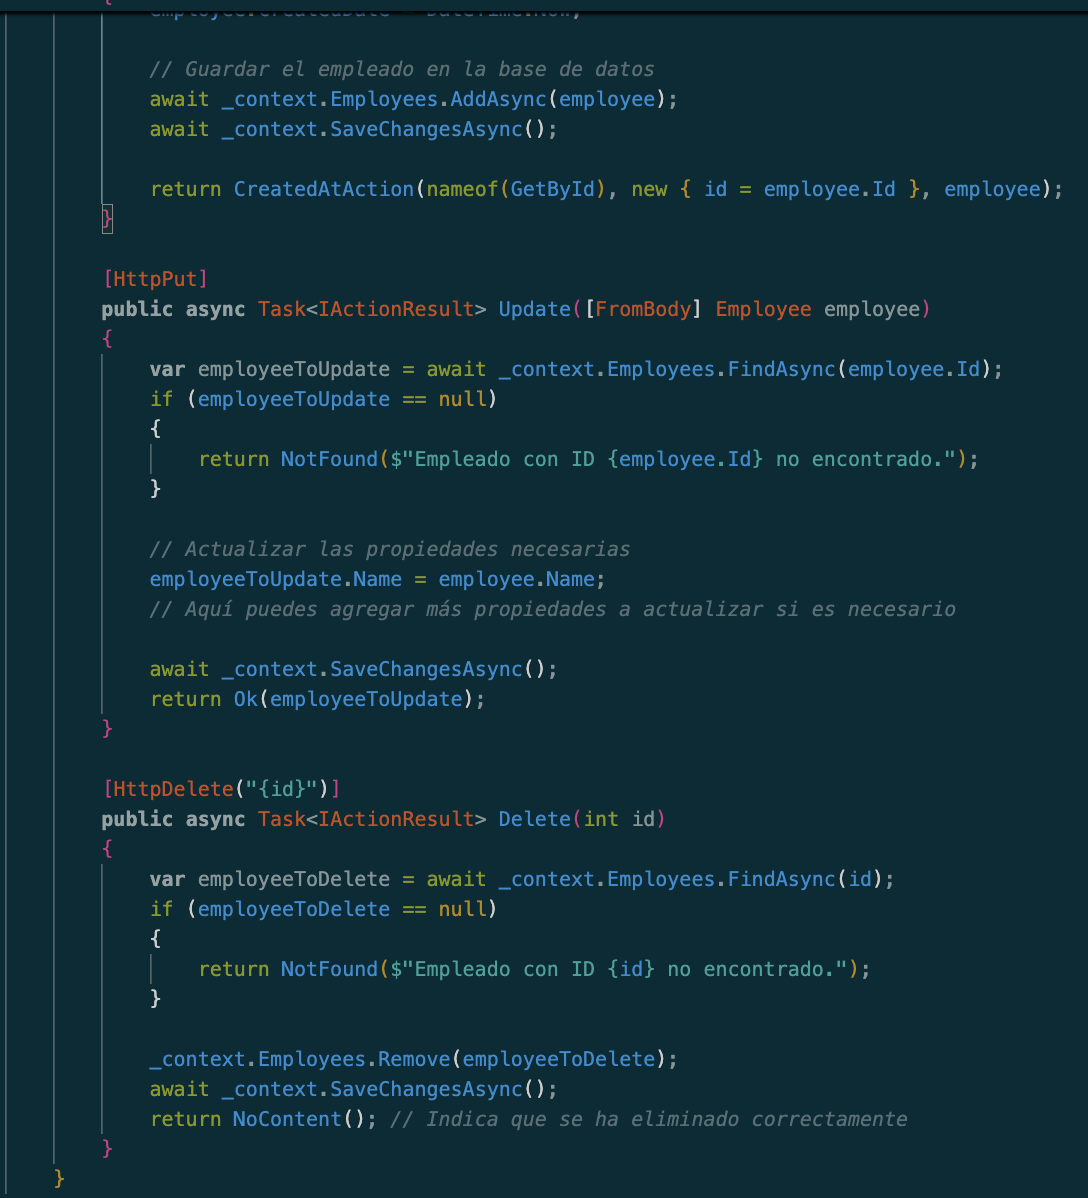 employee.CreatedDate = DateTime.Now;
// Guardar el empleado en la base de datos
await _context.Employees.AddAsync(employee);
await _context.SaveChangesAsync();
return CreatedAtAction(nameof(GetById), new { id = employee.Id }, employee);
}
[HttpPut]
public async Task<IActionResult> Update([FromBody] Employee employee)
{
var employeeToUpdate = await _context.Employees.FindAsync(employee.Id);
if (employeeToUpdate == null)
{
return NotFound($"Empleado con ID {employee.Id} no encontrado.");
}
// Actualizar las propiedades necesarias
employeeToUpdate.Name = employee.Name;
// Aquí puedes agregar más propiedades a actualizar si es necesario
await _context.SaveChangesAsync();
return Ok(employeeToUpdate);
}
[HttpDelete("{id}")]
public async Task<IActionResult> Delete(int id)
{
var employeeToDelete = await _context.Employees.FindAsync(id);
if (employeeToDelete == null)
{
return NotFound($"Empleado con ID {id} no encontrado.");
}
_context.Employees.Remove(employeeToDelete);
await _context.SaveChangesAsync();
return NoContent(); // Indica que se ha eliminado correctamente
}
}